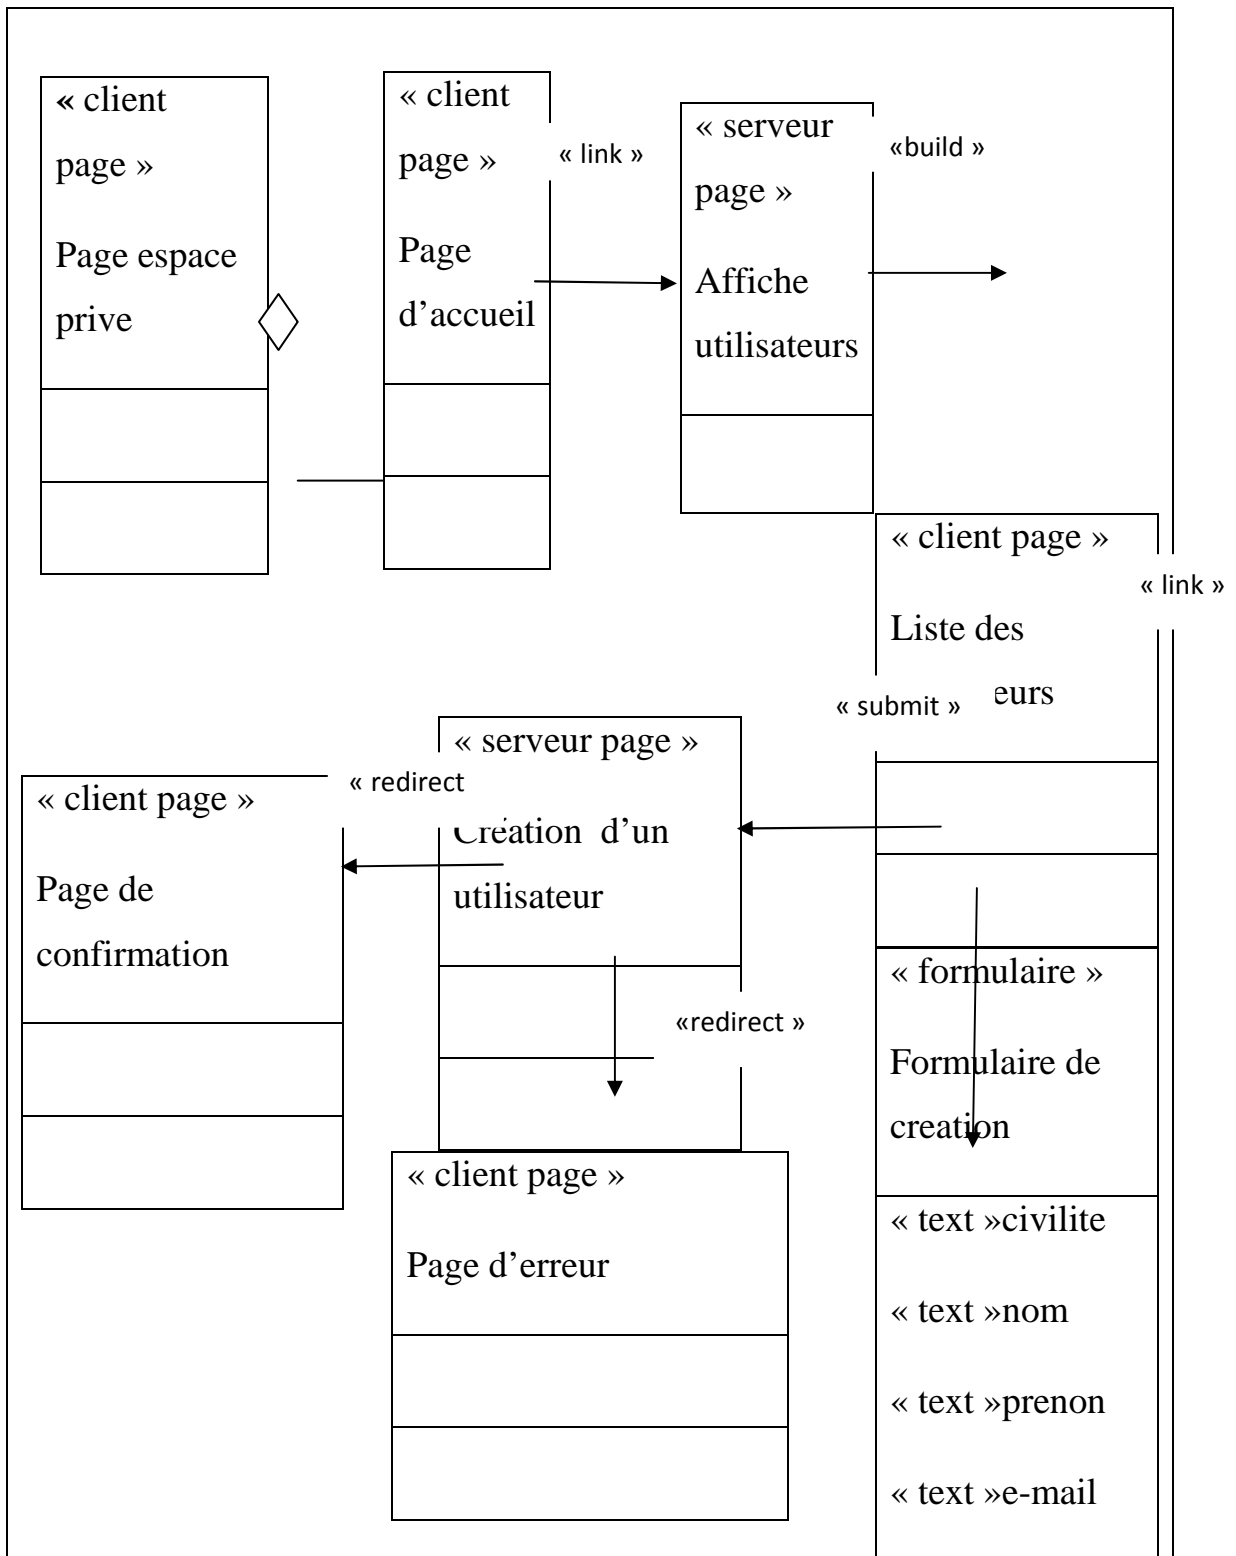 « client
page »
Page espace
prive
« client
page »
Page
d’accueil
« link »
« serveur
page »
Affiche
utilisateurs
«build »
« client page »
Liste des
eurs
« link »
« submit »
« serveur page »
Création d’un
utilisateur
« redirect
« client page »
Page de
confirmation
«redirect »
« client page »
Page d’erreur
« formulaire »
Formulaire de
creation
« text »civilite
« text »nom
« text »prenon
« text »e-mail